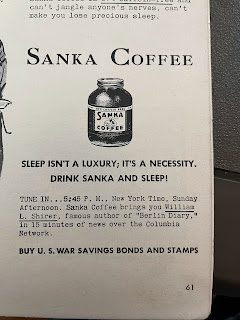 can't jangle anyone's nerves, can't
make you lose precious sleep.
SANKA COFFEE
SANKA
COFFEE
SLEEP ISN'T A LUXURY; IT'S A NECESSITY.
DRINK SANKA AND SLEEP!
TUNE IN...5:45 P. M., New York Time, Sunday
Afternoon. Sanka Coffee brings you William
L. Shirer, famous author of "Berlin Diary,"
in 15 minutes of news over the Columbia
Network.
BUY U. S. WAR SAVINGS BONDS AND STAMPS
61